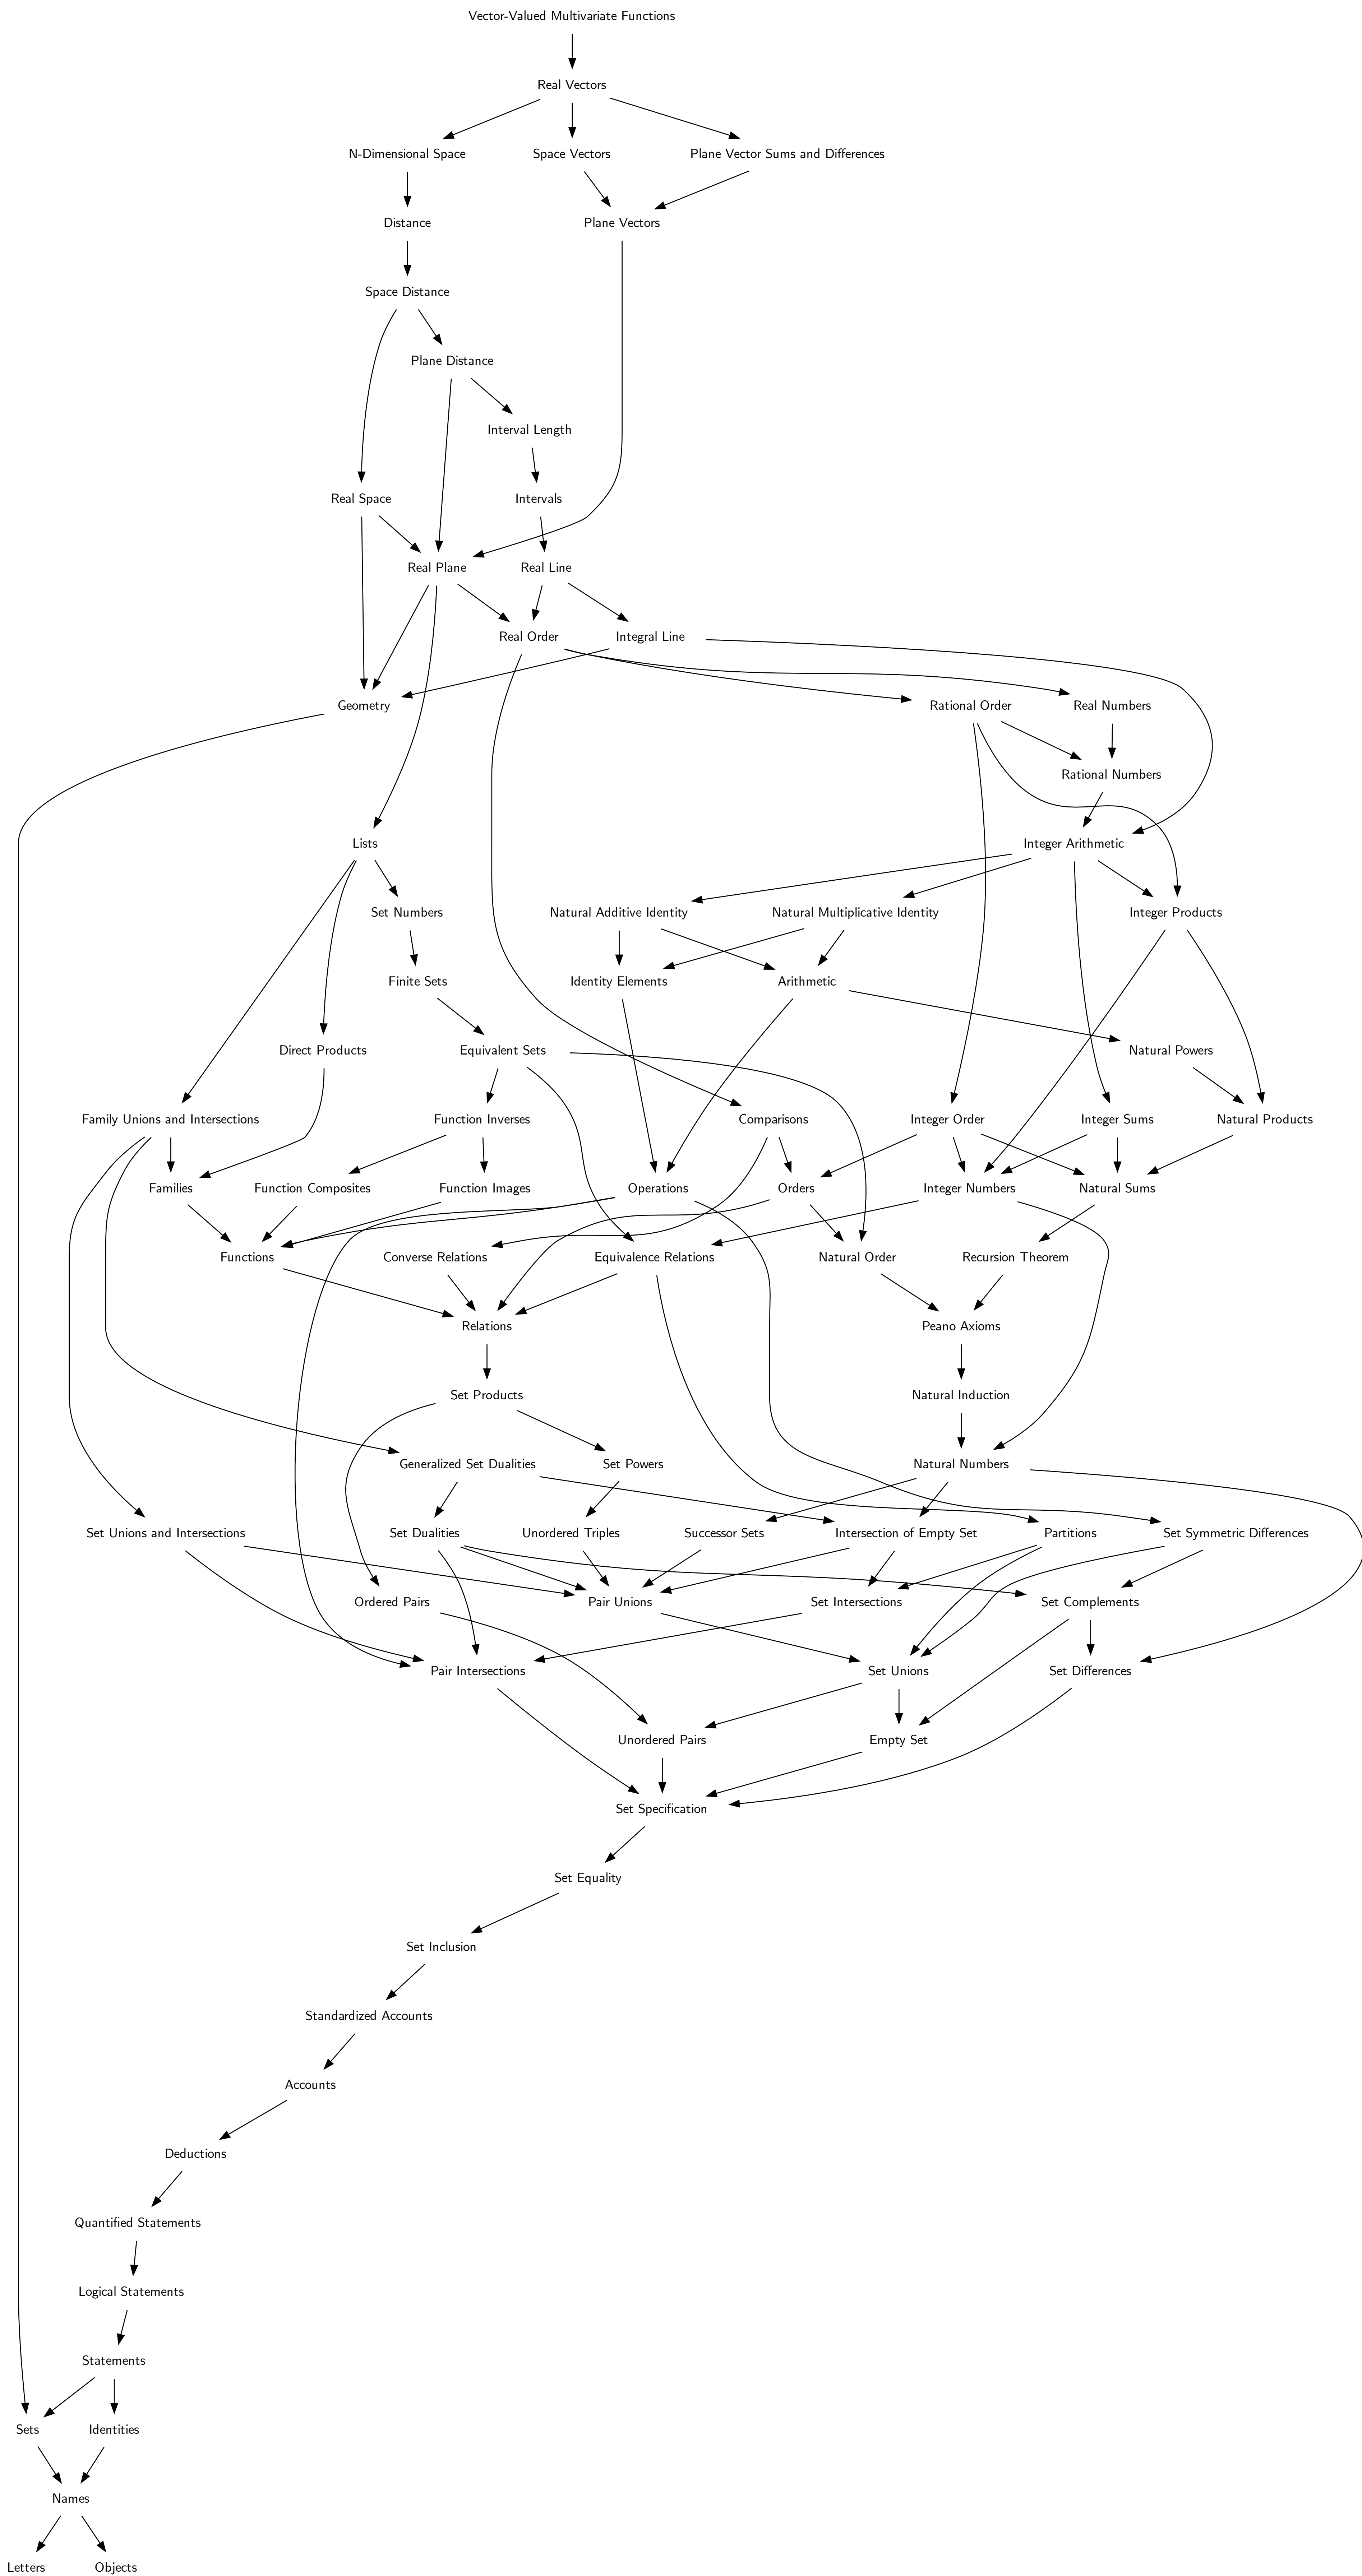 Vector-Valued Multivariate Functions
Real Vectors
N-Dimensional Space
Space Vectors
Plane Vector Sums and Differences
Distance
Plane Vectors
Space Distance
Plane Distance
Interval Length
Real Space
Intervals
Real Plane
Real Line
Real Order
Integral Line
Geometry
Rational Order
Real Numbers
Rational Numbers
Lists
Integer Arithmetic
Set Numbers
Natural Additive Identity
Natural Multiplicative Identity
Integer Products
Finite Sets
Identity Elements
Arithmetic
Direct Products
Equivalent Sets
Natural Powers
Family Unions and Intersections
Function Inverses
Comparisons
Integer Order
Integer Sums
Natural Products
Families
Function Composites
Function Images
Operations
Orders
Integer Numbers
Natural Sums
Functions
Converse Relations
Equivalence Relations
Natural Order
Recursion Theorem
Relations
Peano Axioms
Set Products
Natural Induction
Generalized Set Dualities
Set Powers
Natural Numbers
Set Unions and Intersections
Set Dualities
Unordered Triples
Successor Sets
Intersection of Empty Set
Partitions
Set Symmetric Differences
Ordered Pairs
Pair Unions
Set Intersections
Set Complements
Pair Intersections
Set Unions
Set Differences
Unordered Pairs
Empty Set
Set Specification
Set Equality
Set Inclusion
Standardized Accounts
Accounts
Deductions
Quantified Statements
Logical Statements
Statements
Sets
Identities
Names
Letters
Objects